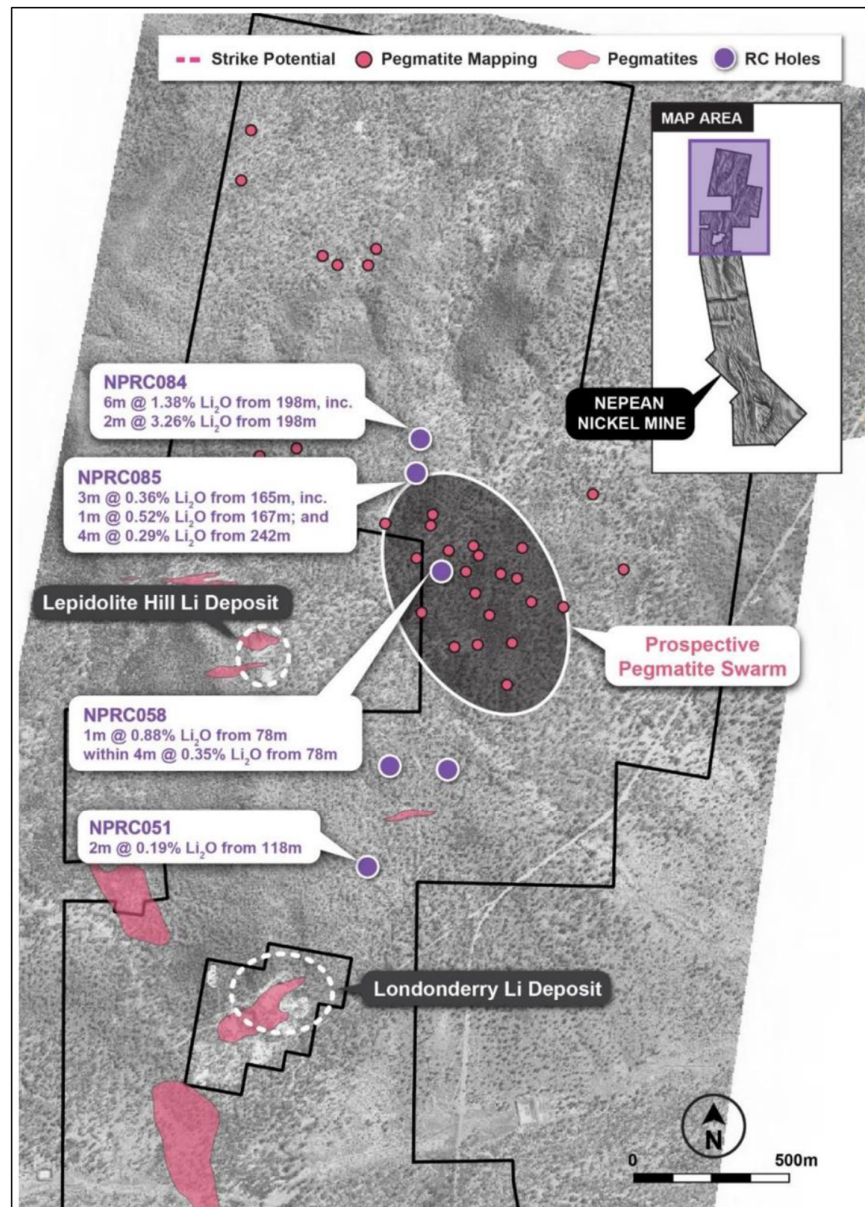 Strike Potential
Pegmatite Mapping
Pegmatites
RC Holes
MAP AREA
NEPEAN
NICKEL MINE
NPRC084
6m @ 1.38% Li₂O from 198m, inc.
2m @ 3.26% Li₂O from 198m
NPRC085
3m @ 0.36% Li₂O from 165m, inc.
1m @ 0.52% Li₂O from 167m; and
4m @ 0.29% Li₂O from 242m
Lepidolite Hill Li Deposit
Prospective
Pegmatite Swarm
NPRC058
1m @ 0.88% Li₂O from 78m
within 4m @ 0.35% Li₂O from 78m
NPRC051
2m @ 0.19% Li₂O from 118m
Londonderry Li Deposit
N
0 500m